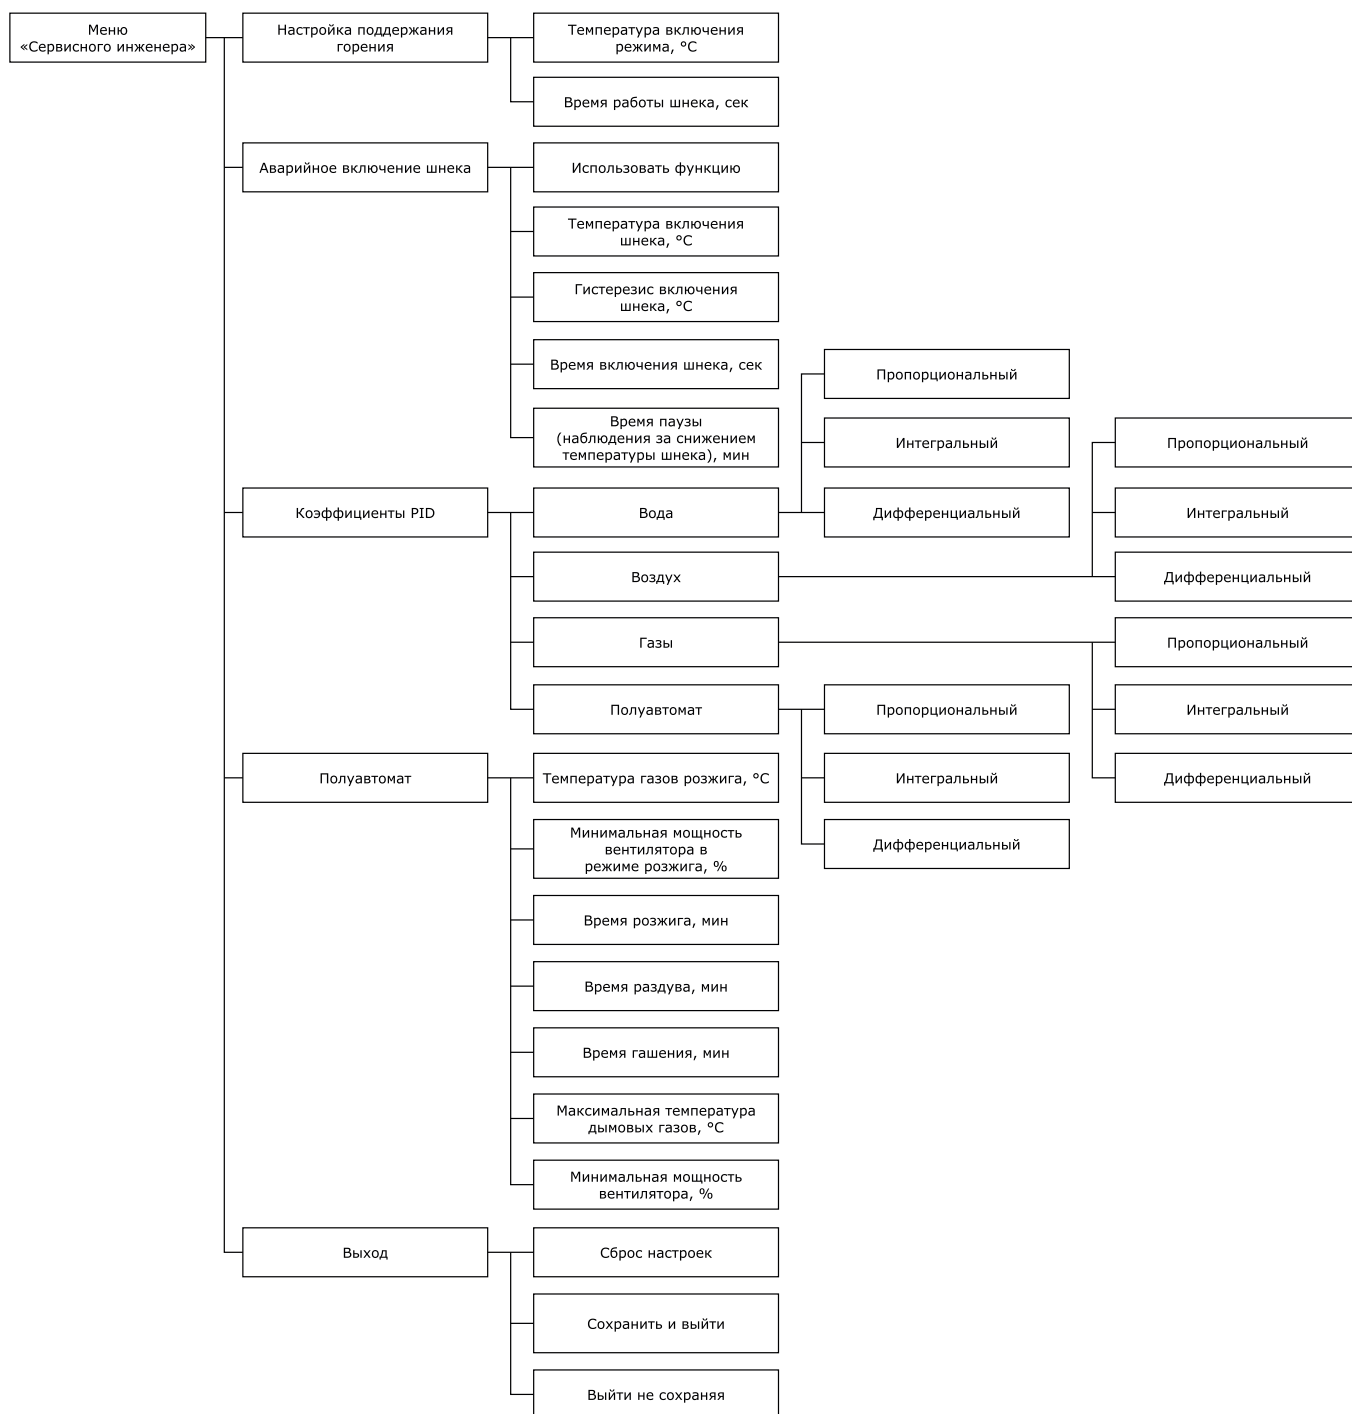 Меню
«Сервисного инженера»
Настройка поддержания
горения
Температура включения
режима, °С
Время работы шнека, сек
Аварийное включение шнека
Использовать функцию
Температура включения
шнека, °С
Гистерезис включения
шнека, °С
Время включения шнека, сек
Время паузы
(наблюдения за снижением
температуры шнека), мин
Коэффициенты PID
Вода
Пропорциональный
Интегральный
Дифференциальный
Воздух
Пропорциональный
Интегральный
Дифференциальный
Газы
Пропорциональный
Интегральный
Дифференциальный
Полуавтомат
Пропорциональный
Интегральный
Дифференциальный
Полуавтомат
Температура газов розжига, °С
Минимальная мощность
вентилятора в
режиме розжига, %
Время розжига, мин
Время раздува, мин
Время гашения, мин
Максимальная температура
дымовых газов, °С
Минимальная мощность
вентилятора, %
Выход
Сброс настроек
Сохранить и выйти
Выйти не сохраняя